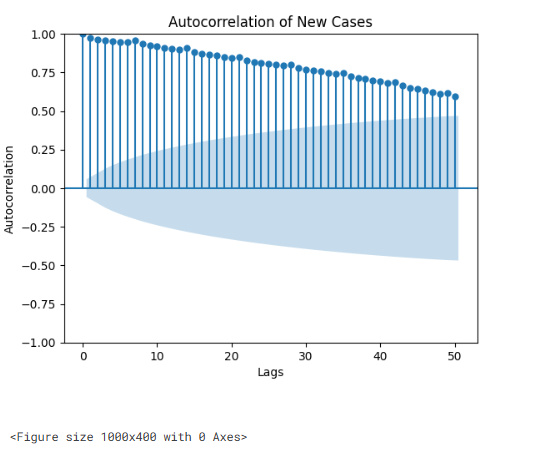 Autocorrelation of New Cases
1.00
0.75
0.50
0.25
0.00
−0.25
−0.50
−0.75
−1.00
Autocorrelation
0 10 20 30 40 50
Lags
<Figure size 1000x400 with 0 Axes>